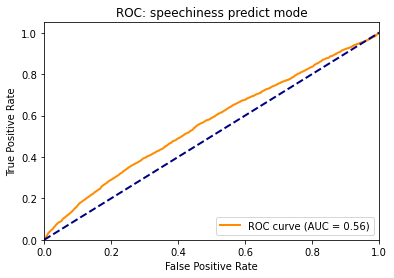 ROC: speechiness predict mode
True Positive Rate
1.0
0.8
0.6
0.4
0.2
0.0
ROC curve (AUC = 0.56)
0.0 0.2 0.4 0.6 0.8 1.0
False Positive Rate